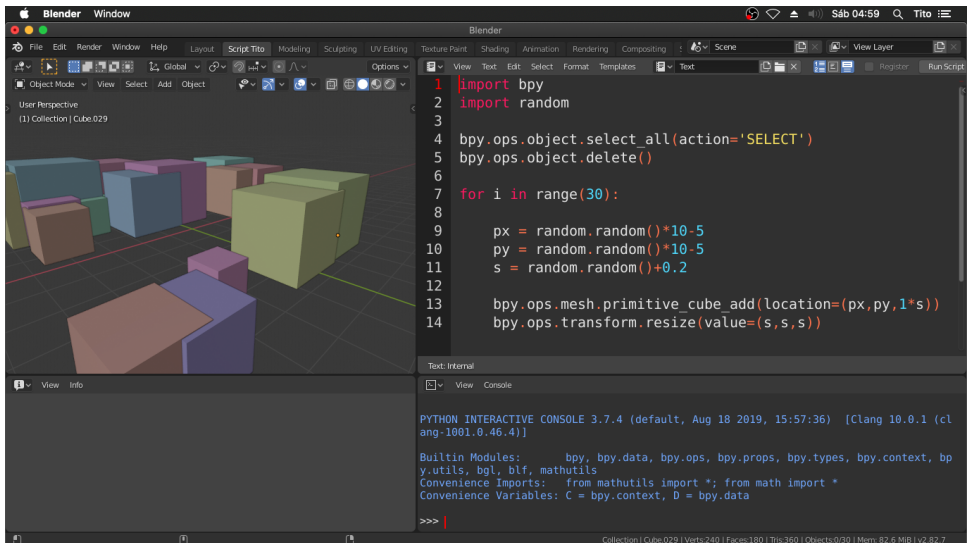 Blender Window Sáb 04:59 Tito
Blender
File Edit Render Window Help Layout Script Tito Modeling Sculpting UV Editing Texture Paint Shading Animation Rendering Compositing Scene View Layer
Global Options
View Text Edit Select Format Templates Text Register Run Script
Object Mode View Select Add Object
User Perspective
(1) Collection | Cube.029
1 import bpy
2 import random
3
4 bpy.ops.object.select_all(action='SELECT')
5 bpy.ops.object.delete()
6
7 for i in range(30):
8
9 px = random.random()*10-5
10 py = random.random()*10-5
11 s = random.random()+0.2
12
13 bpy.ops.mesh.primitive_cube_add(location=(px,py,1*s))
14 bpy.ops.transform.resize(value=(s,s,s))
Text: Internal
View Info
View Console
PYTHON INTERACTIVE CONSOLE 3.7.4 (default, Aug 18 2019, 15:57:36) [Clang 10.0.1 (cl
ang-1001.0.46.4)]
Builtin Modules: bpy, bpy.data, bpy.ops, bpy.props, bpy.types, bpy.context, bp
y.utils, bgl, blf, mathutils
Convenience Imports: from mathutils import *; from math import *
Convenience Variables: C = bpy.context, D = bpy.data
>>>
Collection | Cube.029 | Verts:240 | Faces:180 | Tris:360 | Objects:0/30 | Mem: 82.6 MiB | v2.82.7